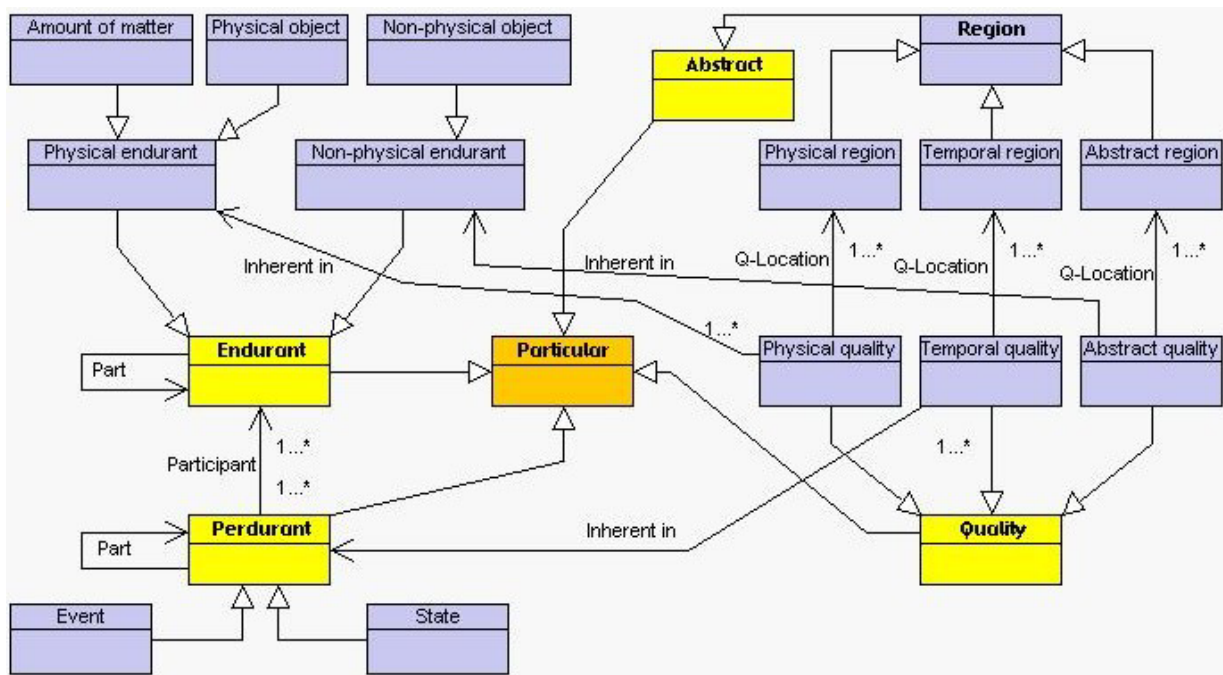 Amount of matter
Physical object
Non-physical object
Region
Abstract
Physical endurant
Non-physical endurant
Physical region
Temporal region
Abstract region
Inherent in
Inherent in
Q-Location
1...*
Q-Location
1...*
Q-Location
1...*
1...*
Endurant
Particular
Physical quality
Temporal quality
Abstract quality
Part
1...*
Participant
1...*
1...*
Perdurant
Inherent in
Quality
Part
Event
State